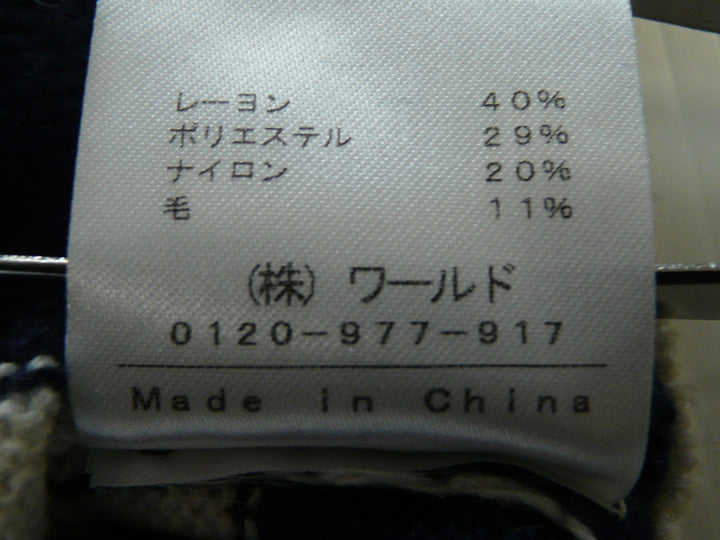 レーヨン 40%
ポリエステル 29%
ナイロン 20%
毛 11%
(株) ワールド
0120-977-917
Made in China